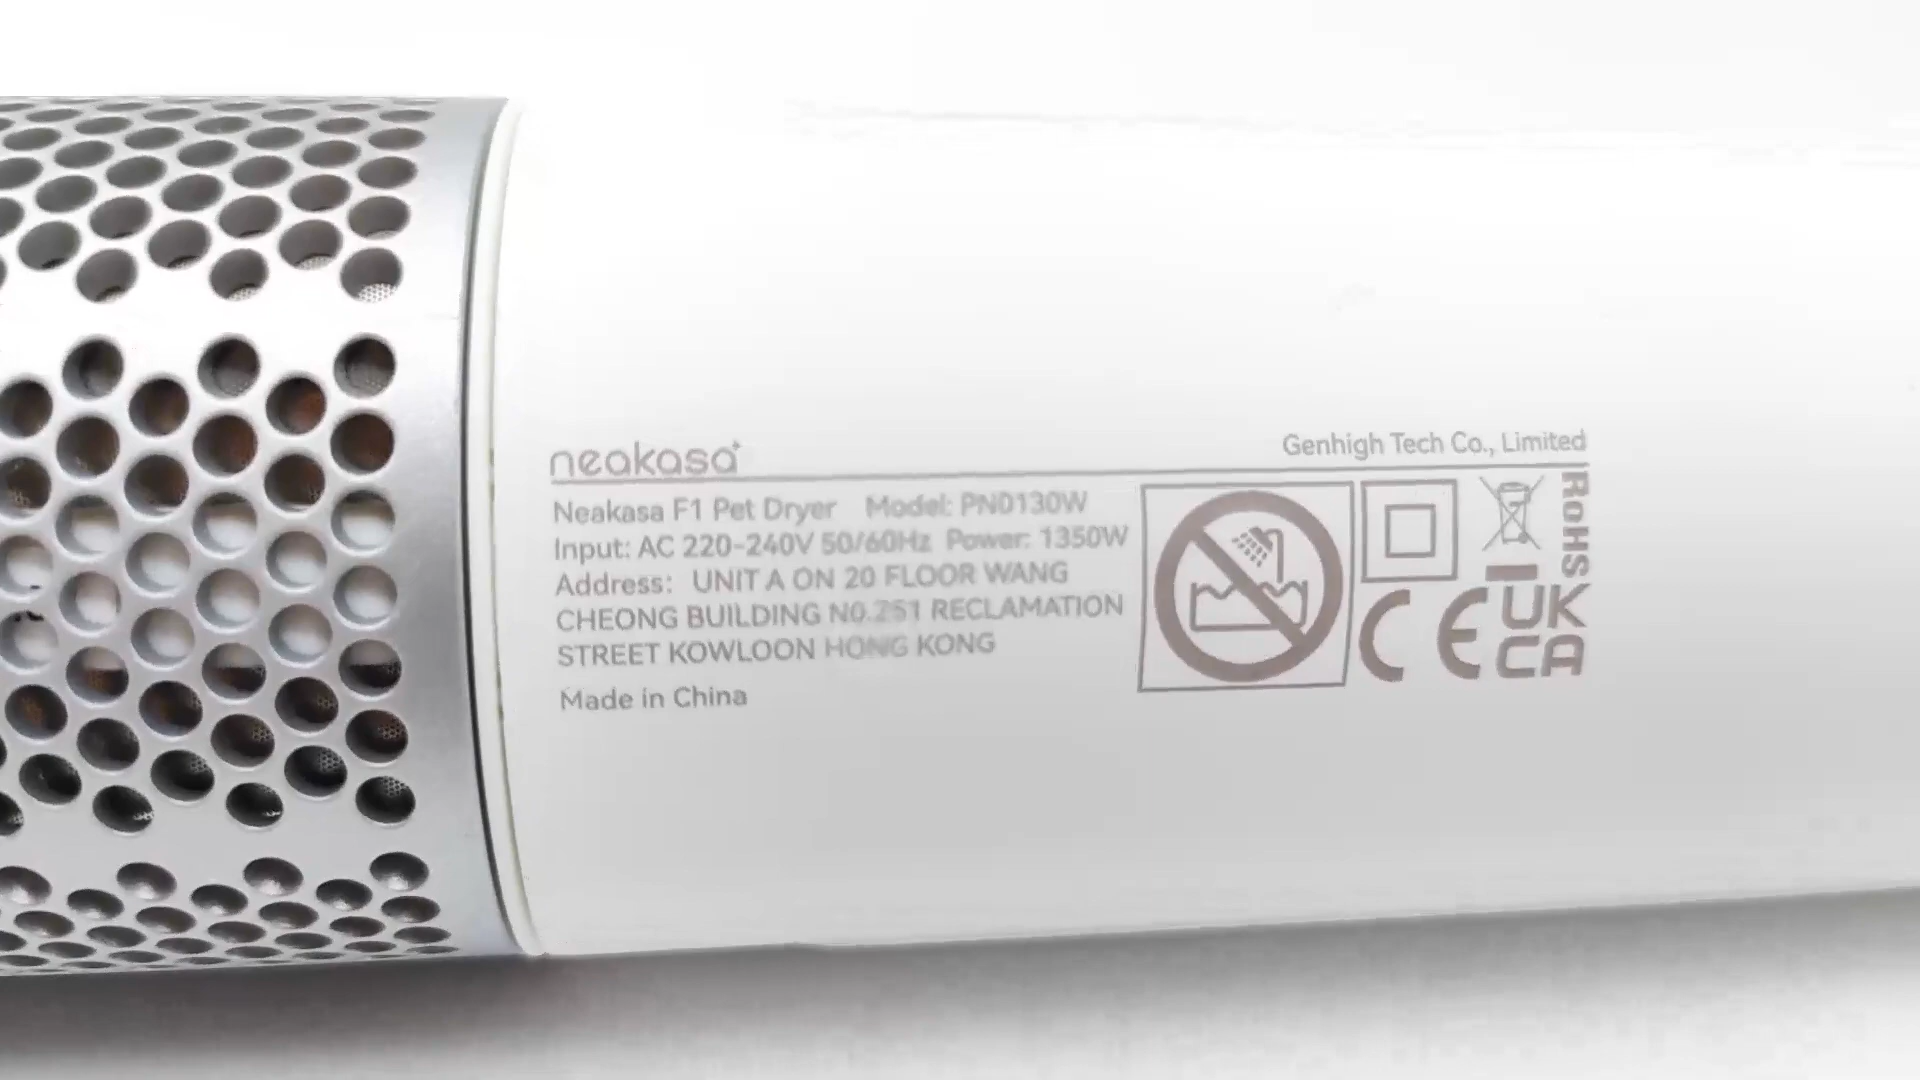 neakasa
Genhigh Tech Co., Limited
Neakasa F1 Pet Dryer Model: PND130W
Input: AC 220-240V 50/60Hz Power: 1350W
Address: UNIT A ON 20 FLOOR WANG
CHEONG BUILDING NO.251 RECLAMATION
STREET KOWLOON HONG KONG
Made in China
RoHS
CE
UK
CA